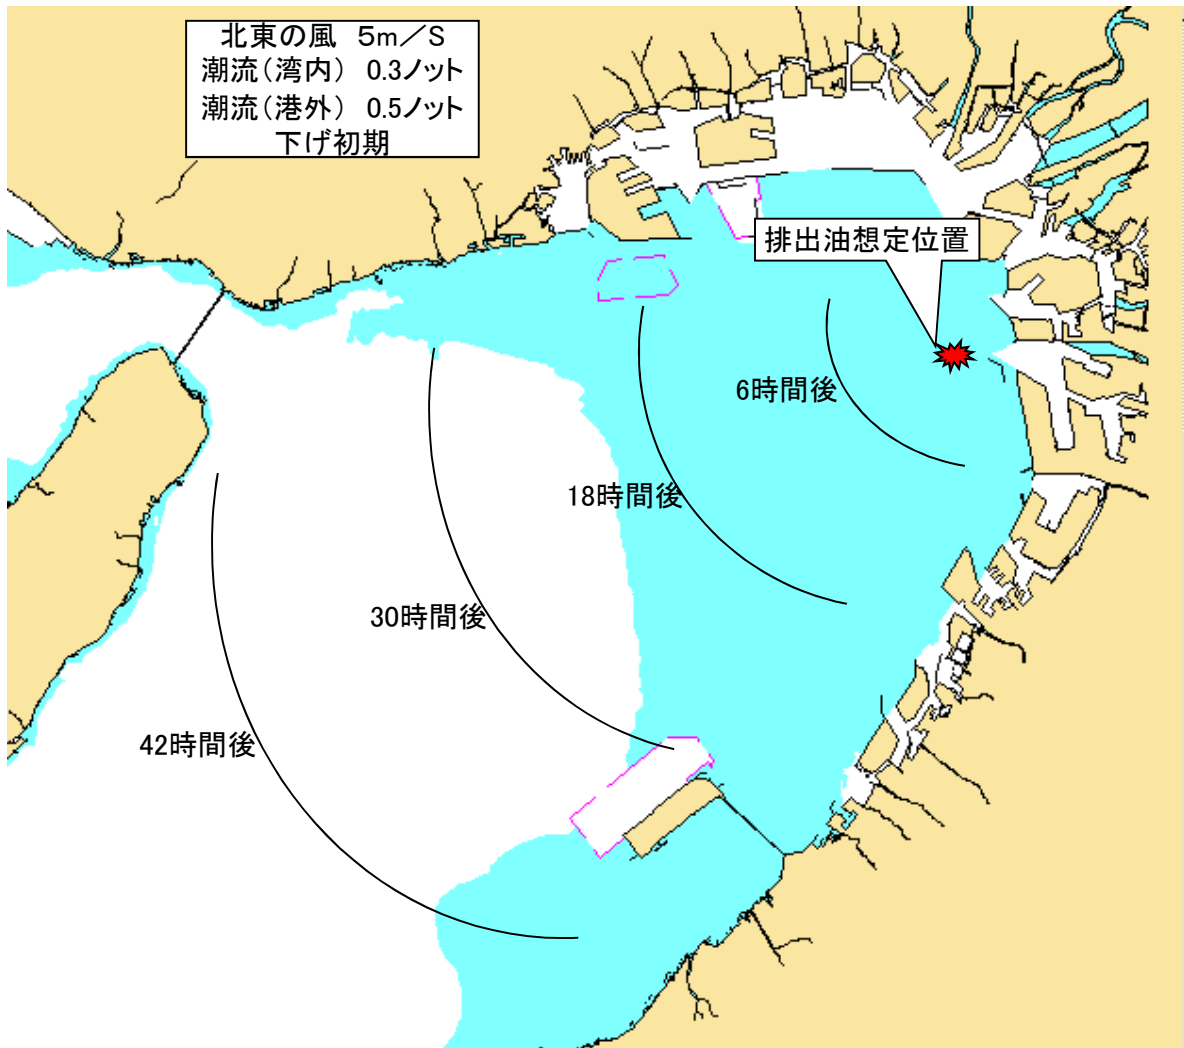 北東の風　5m／S
潮流（湾内）　0.3ノット
潮流（港外）　0.5ノット
下げ初期
排出油想定位置
6時間後
18時間後
30時間後
42時間後